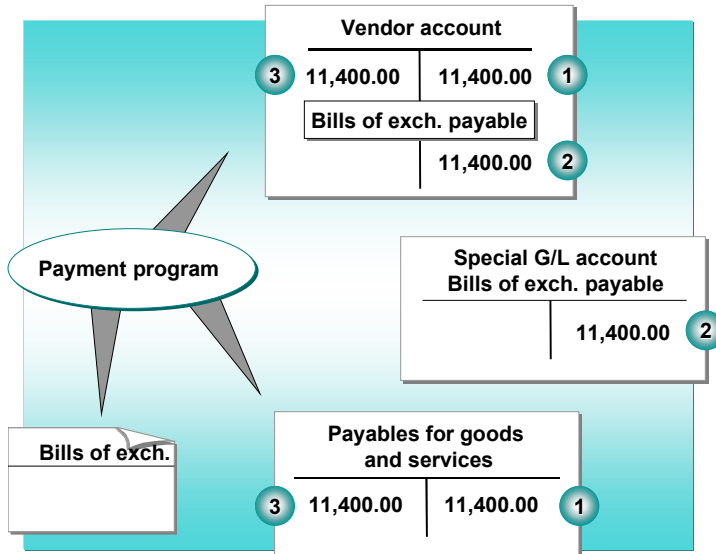 Vendor account
3 11,400.00 11,400.00 1
Bills of exch. payable
11,400.00 2
Payment program
Special G/L account
Bills of exch. payable
11,400.00 2
Bills of exch.
Payables for goods
and services
3 11,400.00 11,400.00 1